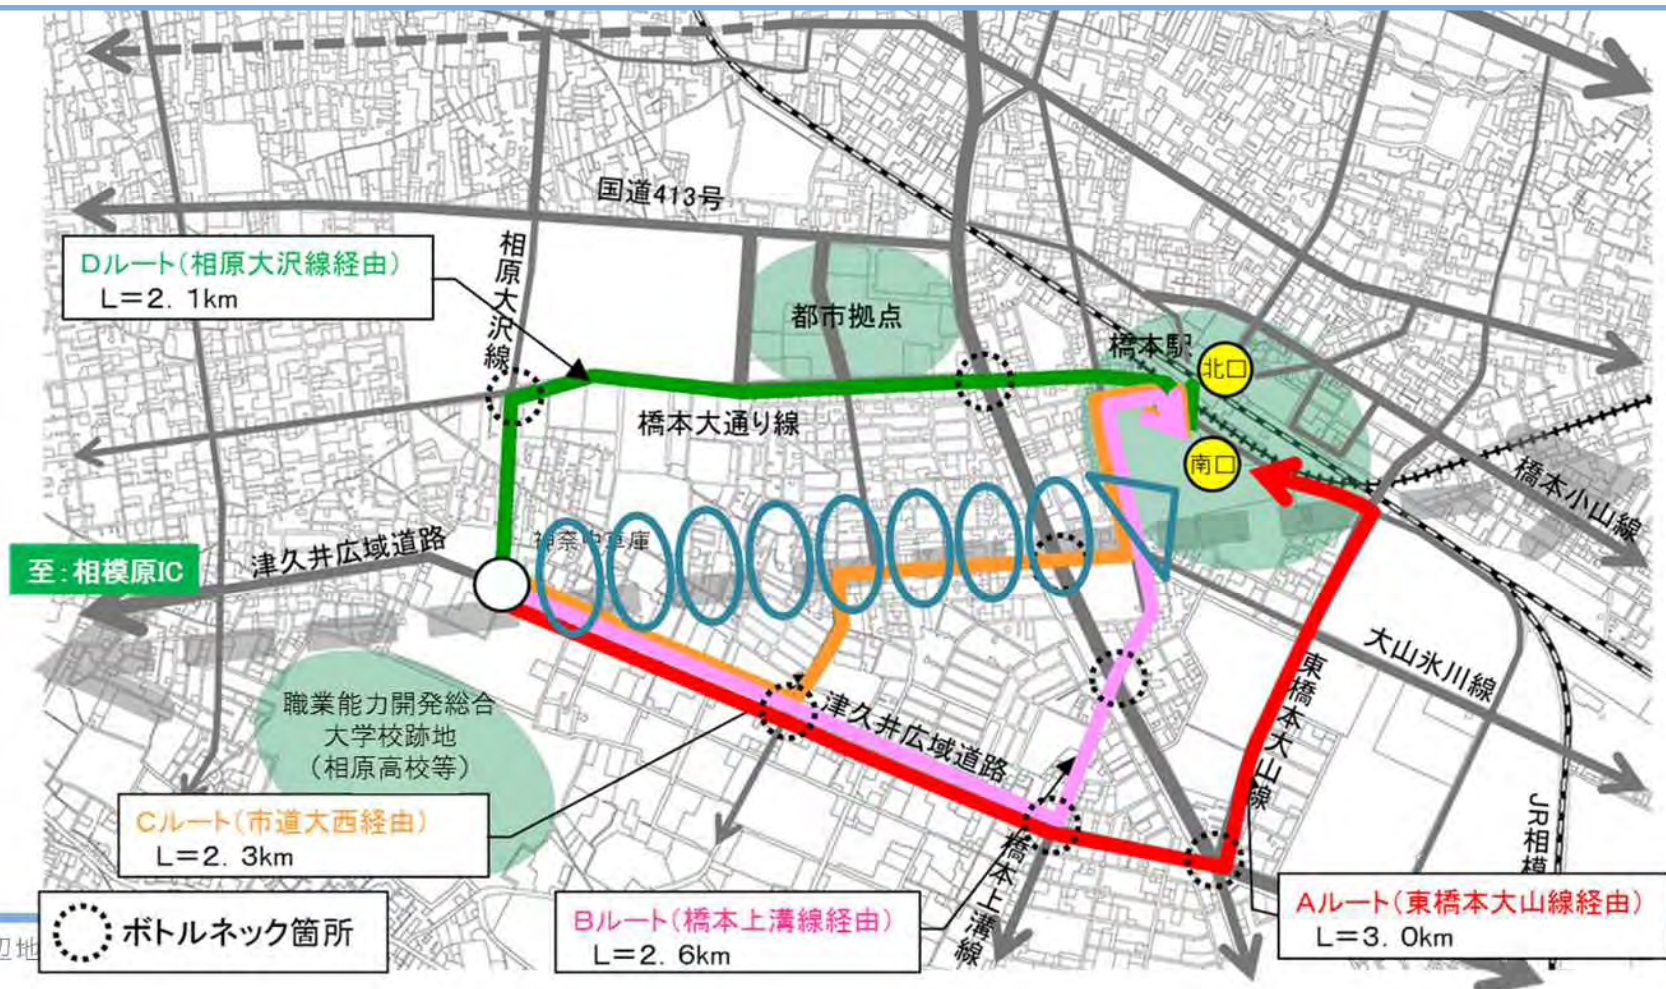 国道413号
Dルート(相原大沢線経由)
L=2. 1km
相原大沢線
都市拠点
橋本駅
北口
橋本大通り線
南口
橋本小山線
神奈中車庫
津久井広域道路
至:相模原IC
大山氷川線
東橋本大山線
職業能力開発総合
大学校跡地
(相原高校等)
津久井広域道路
Cルート(市道大西経由)
L=2. 3km
橋本上溝線
JR相模
Bルート(橋本上溝線経由)
L=2. 6km
Aルート(東橋本大山線経由)
L=3. 0km
ボトルネック箇所
辺地